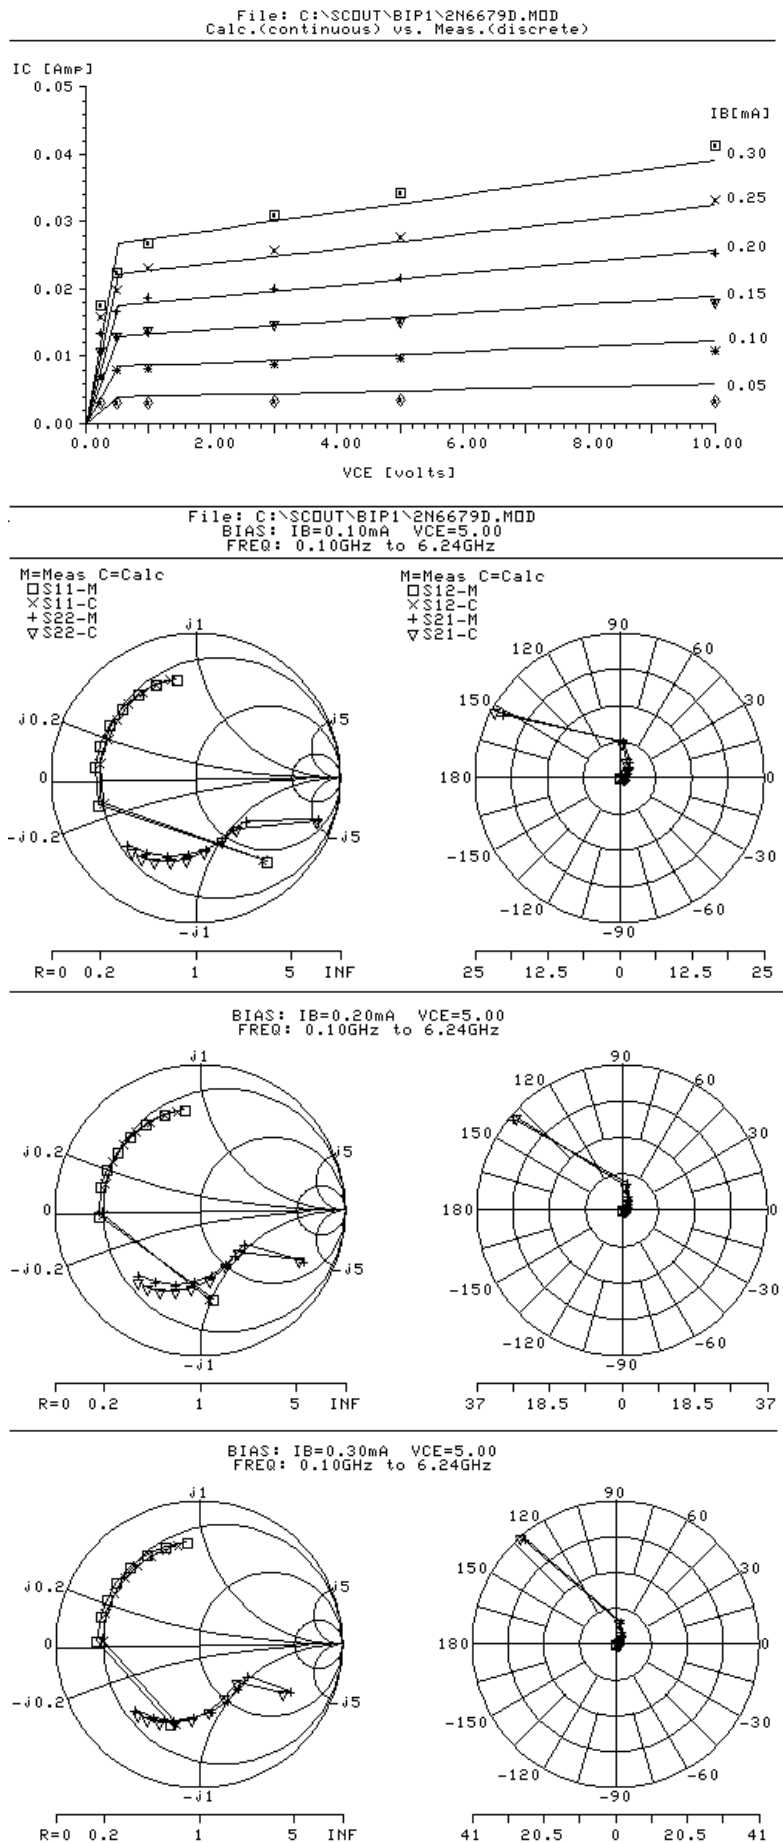 File: C:\SCOUT\BIP1\2N6679D.MOD
Calc.(continuous) vs. Meas.(discrete)
IC [Amp]
0.05
IB[mA]
0.04
0.30
0.25
0.03
0.20
0.02
0.15
0.01
0.10
0.05
0.00
0.00 2.00 4.00 6.00 8.00 10.00
VCE [volts]
File: C:\SCOUT\BIP1\2N6679D.MOD
BIAS: IB=0.10mA VCE=5.00
FREQ: 0.10GHz to 6.24GHz
M=Meas C=Calc
S11-M
S11-C
S22-M
S22-C
M=Meas C=Calc
S12-M
S12-C
S21-M
S21-C
j1
j0.2
j5
0
-j0.2
-j5
-j1
R=0 0.2 1 5 INF
90
120 60
150 30
180 0
-150 -30
-120 -60
-90
25 12.5 0 12.5 25
BIAS: IB=0.20mA VCE=5.00
FREQ: 0.10GHz to 6.24GHz
j1
j0.2
j5
0
-j0.2
-j5
-j1
R=0 0.2 1 5 INF
90
120 60
150 30
180 0
-150 -30
-120 -60
-90
37 18.5 0 18.5 37
BIAS: IB=0.30mA VCE=5.00
FREQ: 0.10GHz to 6.24GHz
j1
j0.2
j5
0
-j0.2
-j5
-j1
R=0 0.2 1 5 INF
90
120 60
150 30
180 0
-150 -30
-120 -60
-90
41 20.5 0 20.5 41